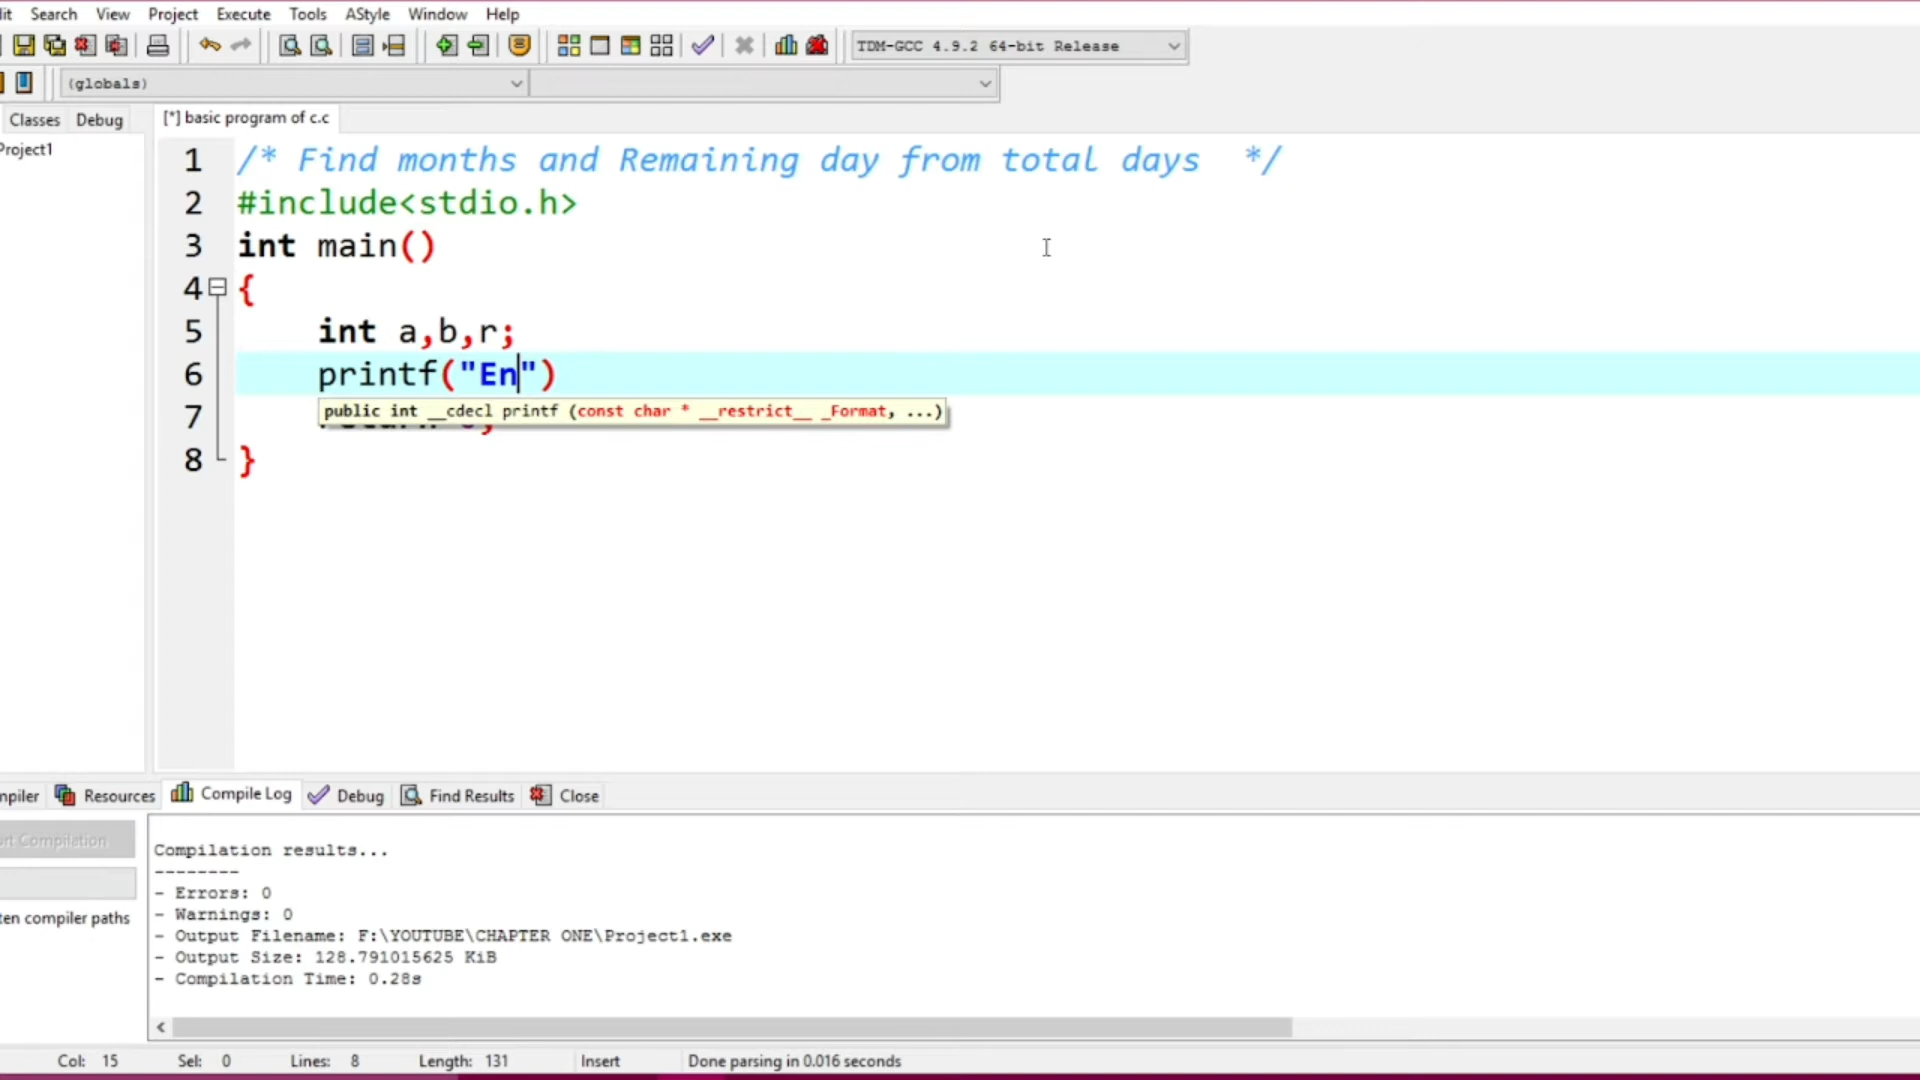 it Search View Project Execute Tools AStyle Window Help
TDM-GCC 4.9.2 64-bit Release
(globals)
Classes Debug [*] basic program of c.c
Project1
1 /* Find months and Remaining day from total days */
2 #include<stdio.h>
3 int main()
4 {
5 int a,b,r;
6 printf("En")
public int __cdecl printf (const char * __restrict__ _Format, ...)
7
8 }
mpiler Resources Compile Log Debug Find Results Close
ort Compilation
Compilation results...
--------
- Errors: 0
- Warnings: 0
ten compiler paths
- Output Filename: F:\YOUTUBE\CHAPTER ONE\Project1.exe
- Output Size: 128.791015625 KiB
- Compilation Time: 0.28s
Col: 15 Sel: 0 Lines: 8 Length: 131 Insert Done parsing in 0.016 seconds